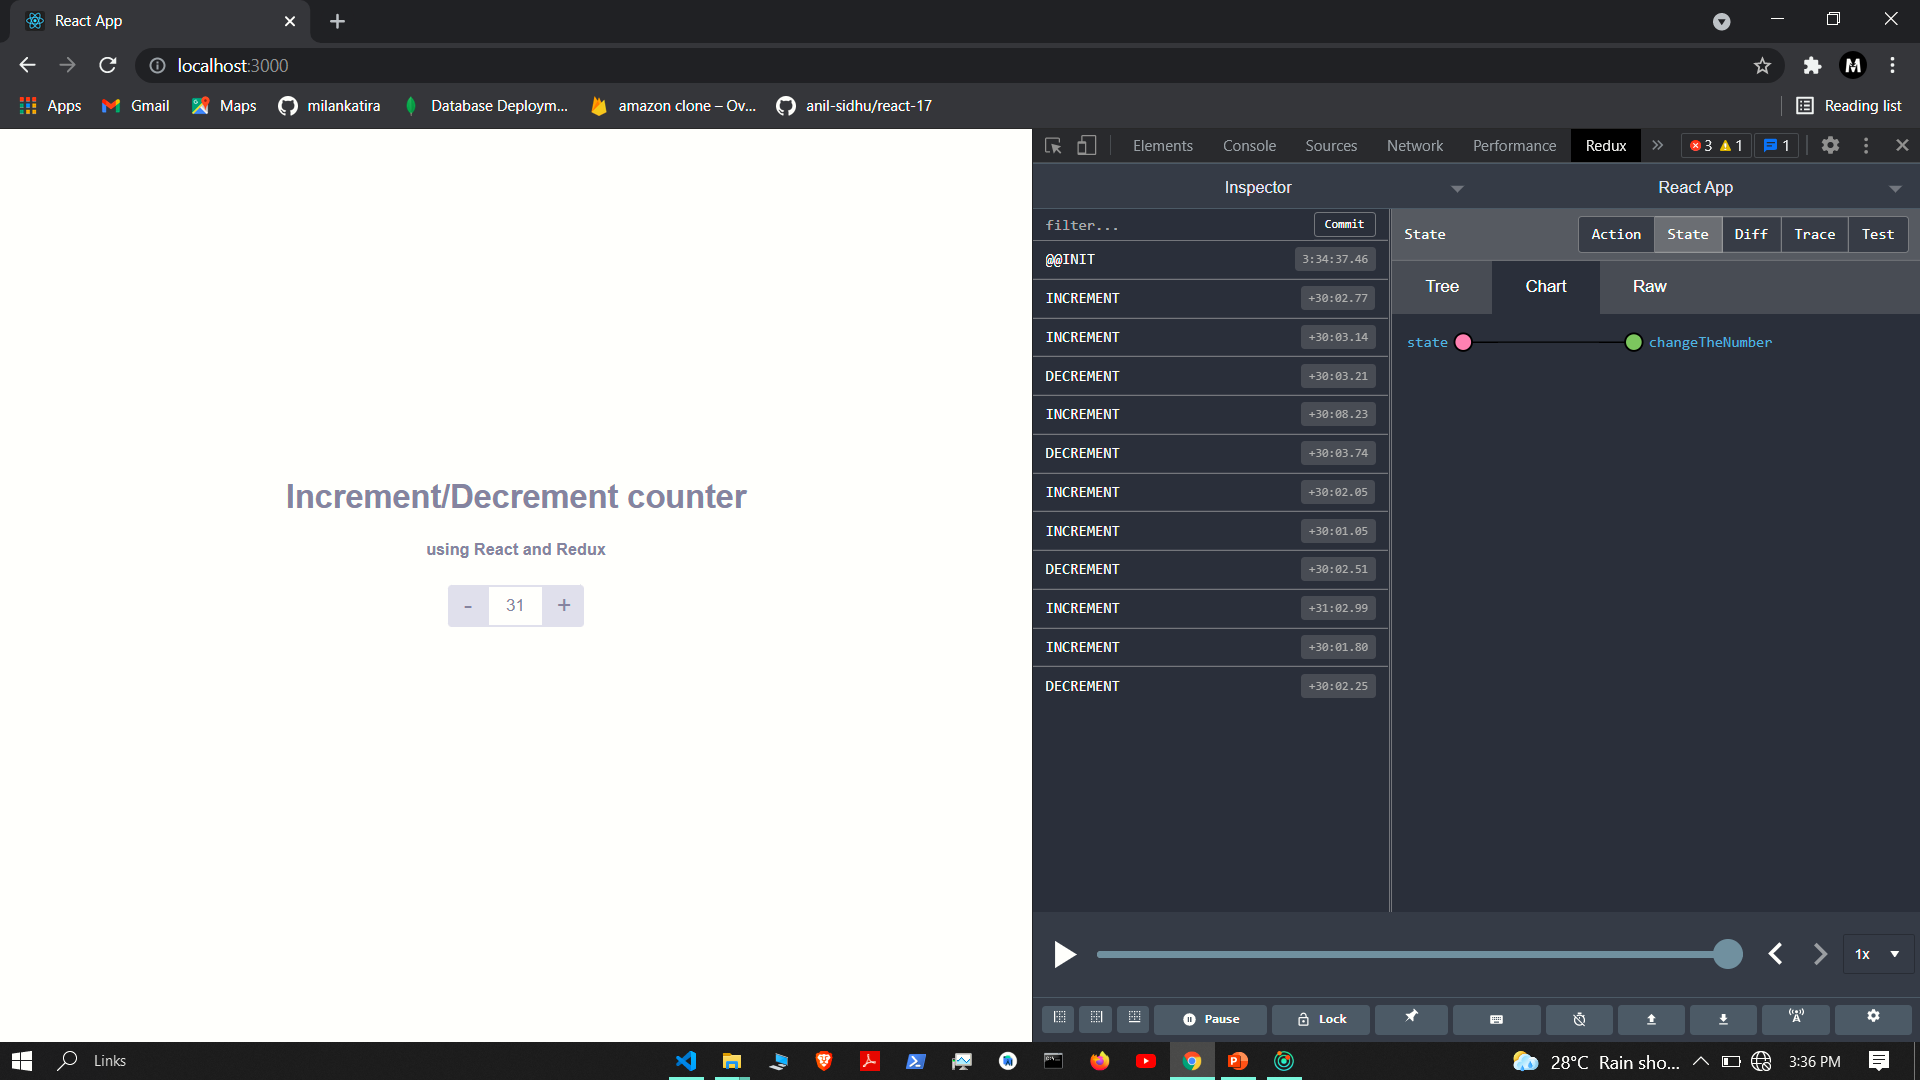 React App
localhost:3000
Apps Gmail Maps milankatira Database Deploym... amazon clone – Ov... anil-sidhu/react-17 Reading list
Elements Console Sources Network Performance Redux » 3 1 1
Inspector React App
filter... Commit
State Action State Diff Trace Test
Tree Chart Raw
@@INIT 3:34:37.46
INCREMENT +30:02.77
INCREMENT +30:03.14
DECREMENT +30:03.21
INCREMENT +30:08.23
DECREMENT +30:03.74
INCREMENT +30:02.05
INCREMENT +30:01.05
DECREMENT +30:02.51
INCREMENT +31:02.99
INCREMENT +30:01.80
DECREMENT +30:02.25
state changeTheNumber
Increment/Decrement counter
using React and Redux
- 31 +
1x
Pause Lock
Links 28°C Rain sho... 3:36 PM